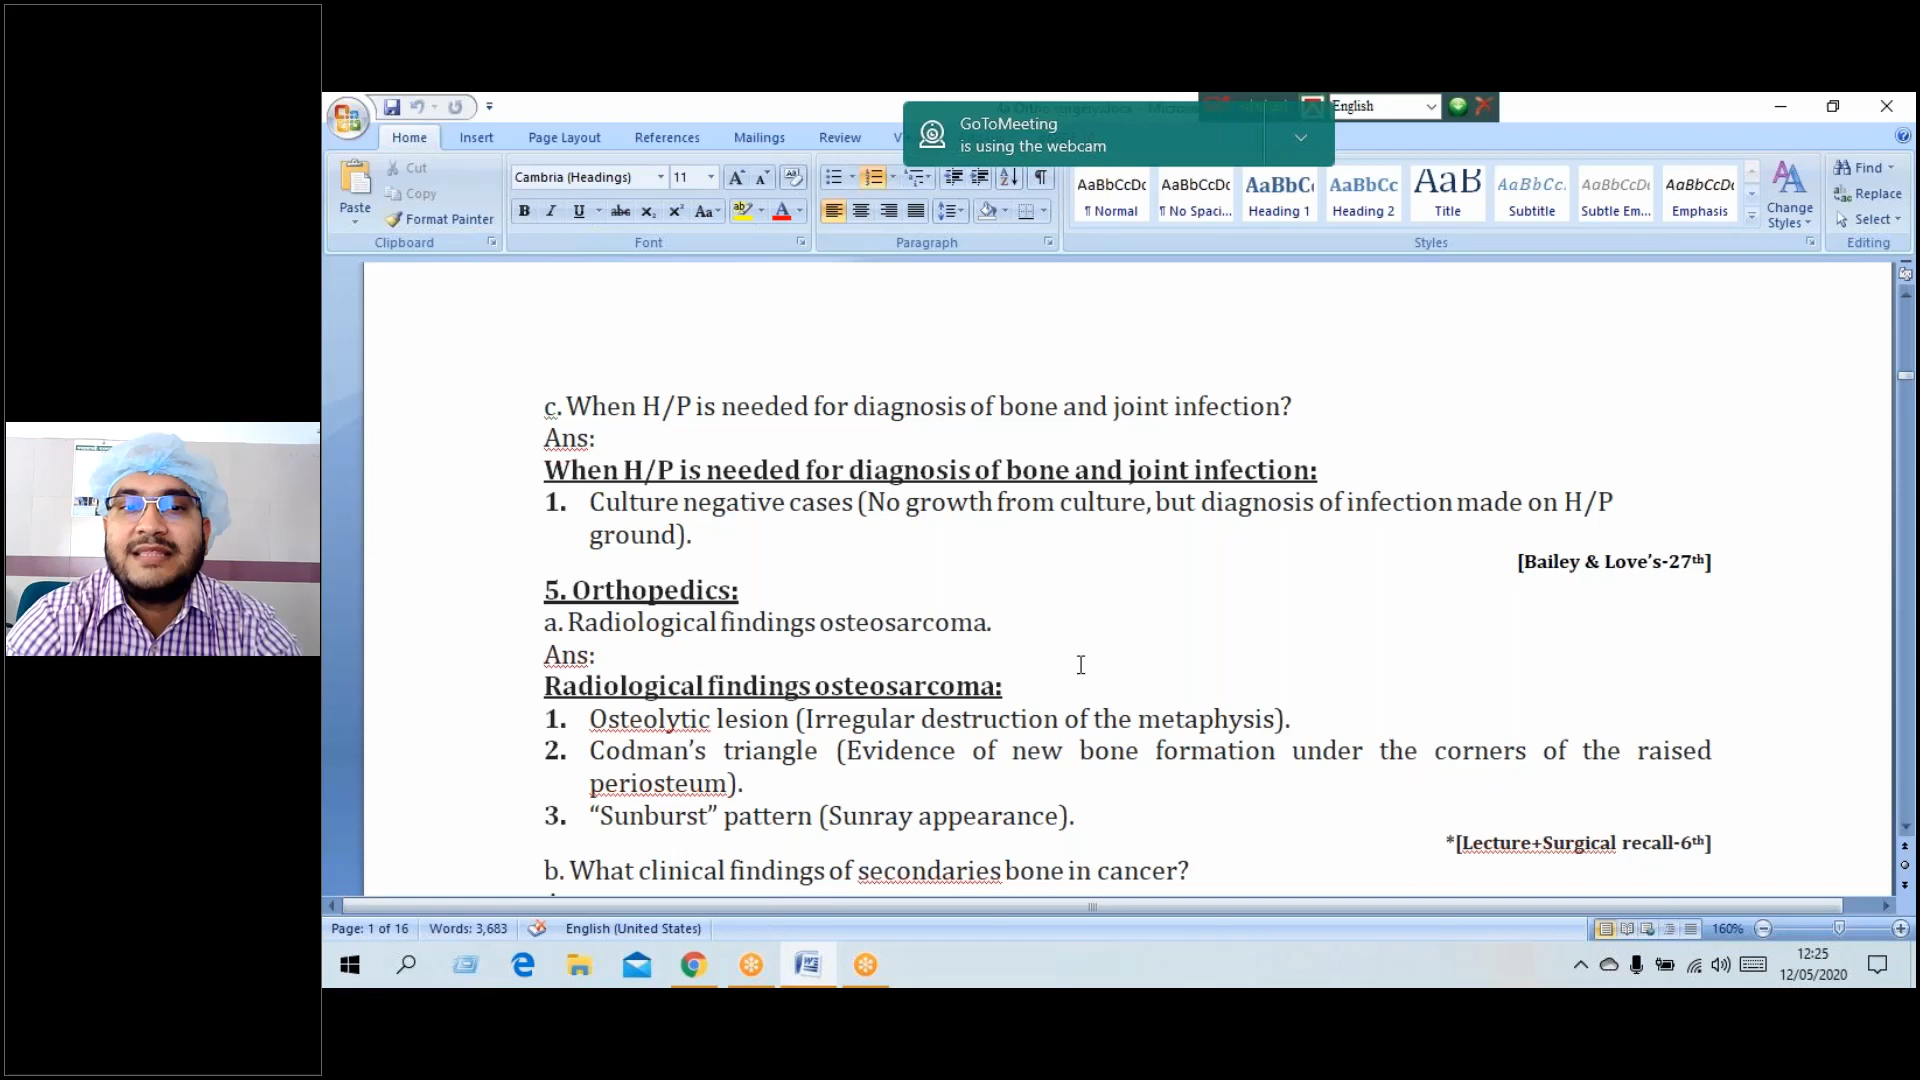 English
GoToMeeting
is using the webcam
Home Insert Page Layout References Mailings Review
Cut
Copy
Format Painter
Paste
Clipboard
Cambria (Headings) 11
Font
Paragraph
AaBbCcDc AaBbCcDc AaBbCc AaBbCc AaB AaBbCc. AaBbCcDc AaBbCcDc
¶ Normal ¶ No Spaci... Heading 1 Heading 2 Title Subtitle Subtle Em... Emphasis
Change
Styles
Styles
Find
Replace
Select
Editing
c. When H/P is needed for diagnosis of bone and joint infection?
Ans:
When H/P is needed for diagnosis of bone and joint infection:
1. Culture negative cases (No growth from culture, but diagnosis of infection made on H/P
ground).
[Bailey & Love’s-27th]
5. Orthopedics:
a. Radiological findings osteosarcoma.
Ans:
Radiological findings osteosarcoma:
1. Osteolytic lesion (Irregular destruction of the metaphysis).
2. Codman’s triangle (Evidence of new bone formation under the corners of the raised
periosteum).
3. “Sunburst” pattern (Sunray appearance).
*[Lecture+Surgical recall-6th]
b. What clinical findings of secondaries bone in cancer?
Page: 1 of 16 Words: 3,683 English (United States) 160%
12:25
12/05/2020